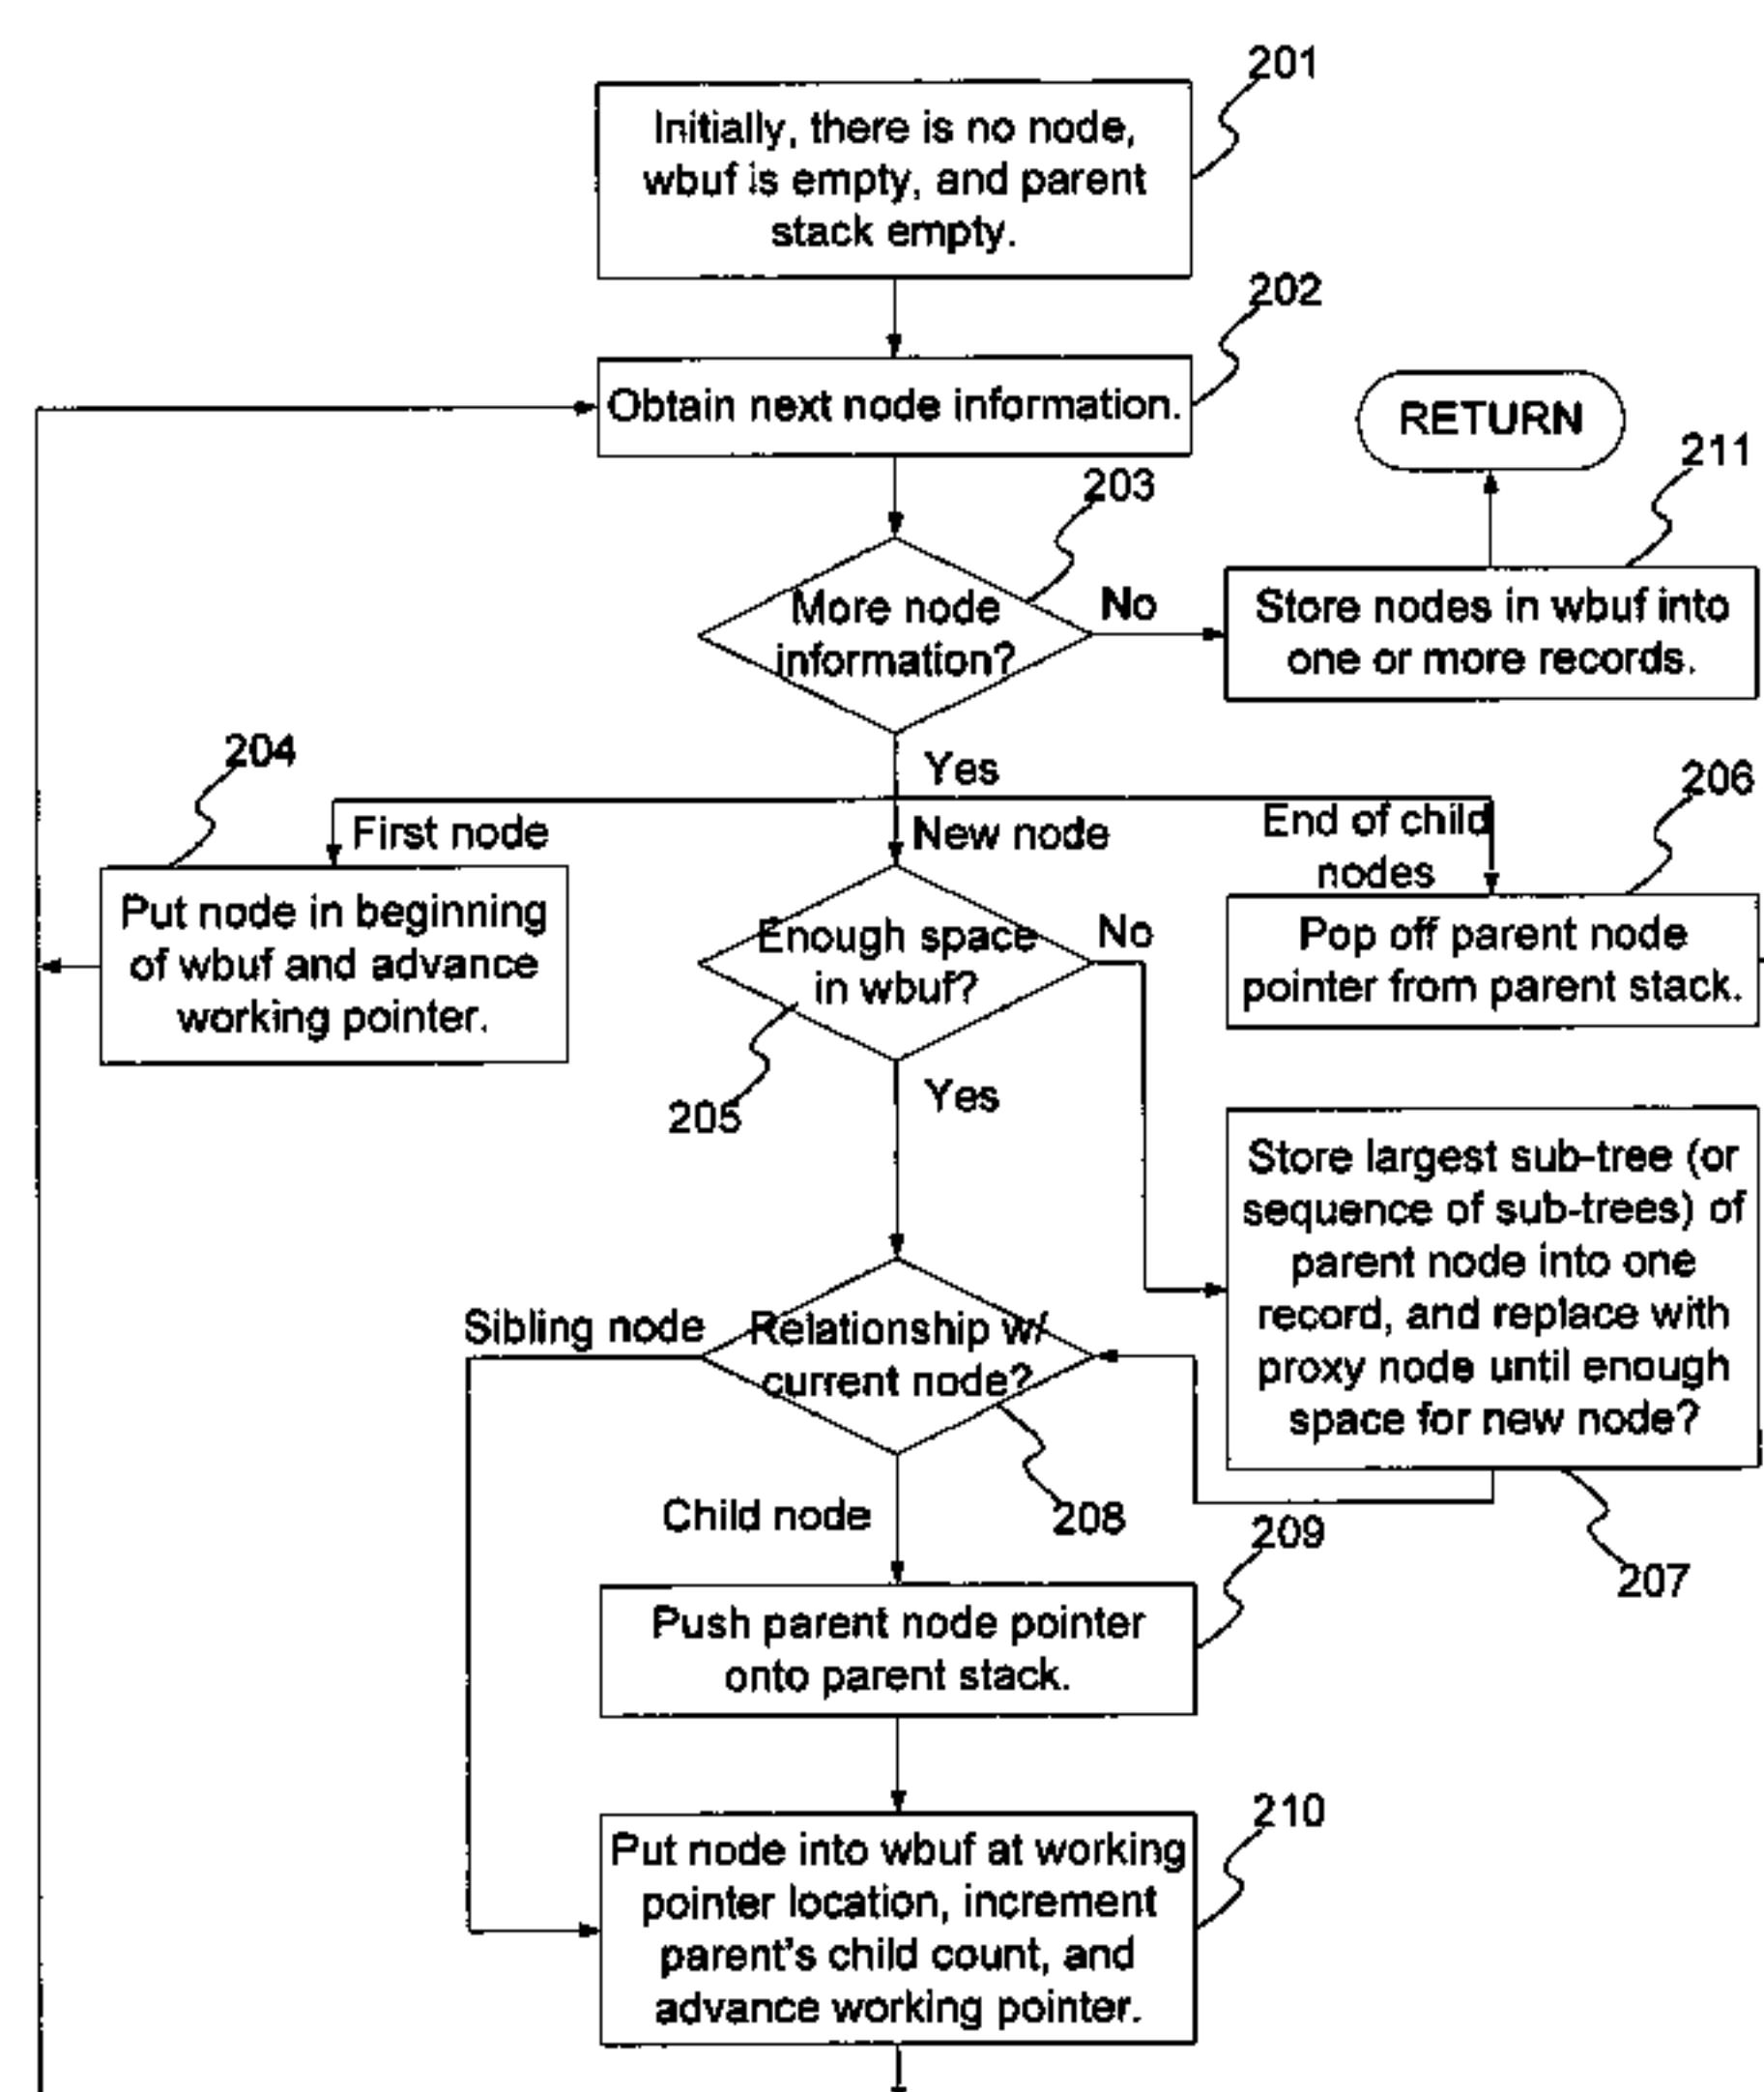 201
Initially, there is no node,
wbuf is empty, and parent
stack empty.
202
Obtain next node information.
RETURN
211
203
More node
information?
No
Store nodes in wbuf into
one or more records.
204
Yes
206
First node
New node
End of child
nodes
Put node in beginning
of wbuf and advance
working pointer.
Enough space
in wbuf?
No
Pop off parent node
pointer from parent stack.
205
Yes
Store largest sub-tree (or
sequence of sub-trees) of
parent node into one
record, and replace with
proxy node until enough
space for new node?
Sibling node
Relationship w/
current node?
Child node
208
209
207
Push parent node pointer
onto parent stack.
210
Put node into wbuf at working
pointer location, increment
parent's child count, and
advance working pointer.